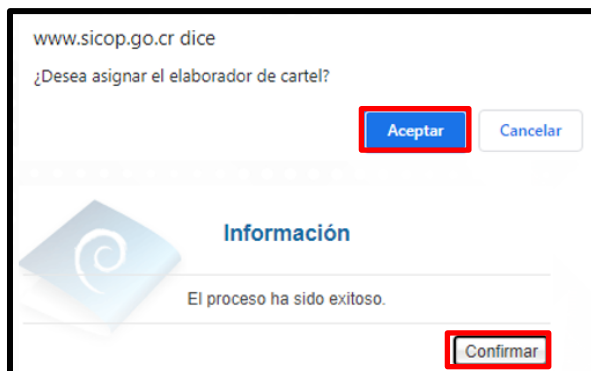 www.sicop.go.cr dice
¿Desea asignar el elaborador de cartel?
Aceptar Cancelar
Información
El proceso ha sido exitoso.
Confirmar